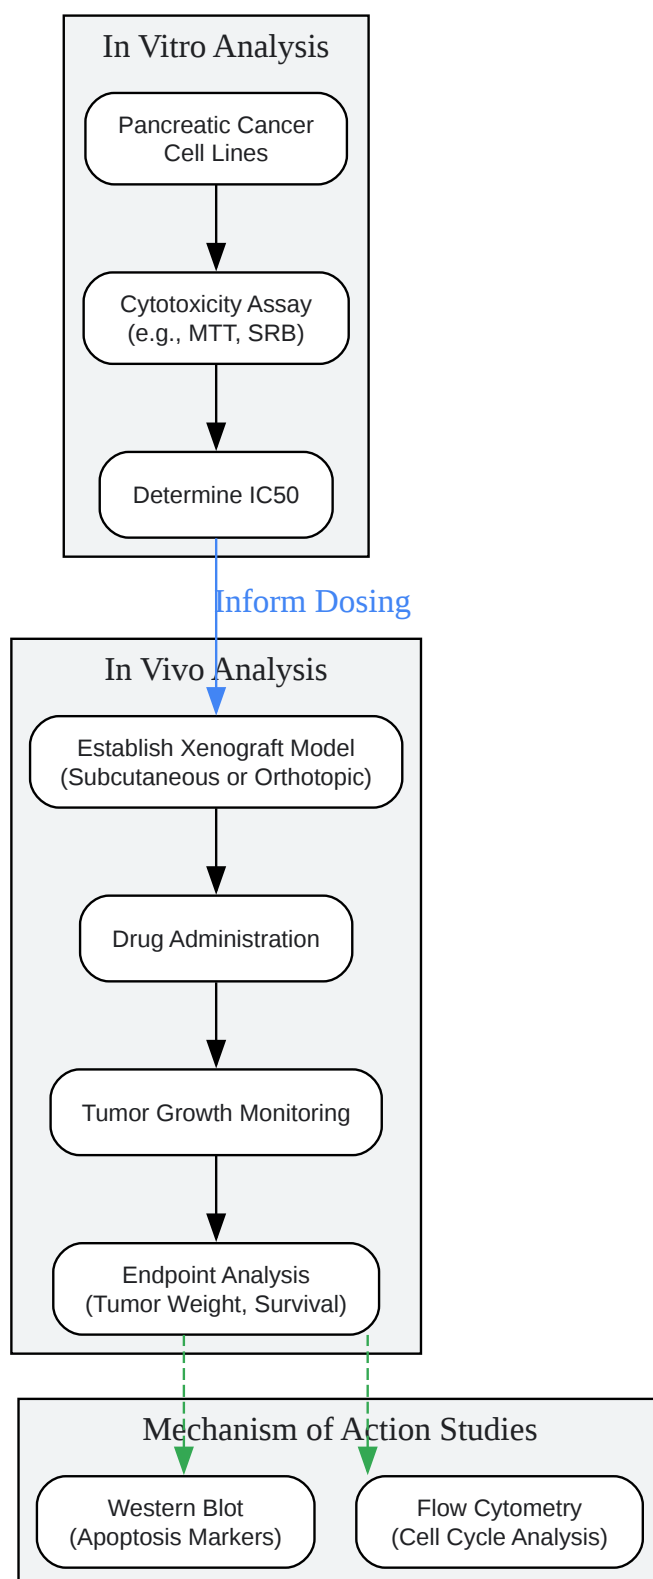 In Vitro Analysis
Pancreatic Cancer
Cell Lines
Cytotoxicity Assay
(e.g., MTT, SRB)
Determine IC50
Inform Dosing
In Vivo Analysis
Establish Xenograft Model
(Subcutaneous or Orthotopic)
Drug Administration
Tumor Growth Monitoring
Endpoint Analysis
(Tumor Weight, Survival)
Mechanism of Action Studies
Western Blot
(Apoptosis Markers)
Flow Cytometry
(Cell Cycle Analysis)